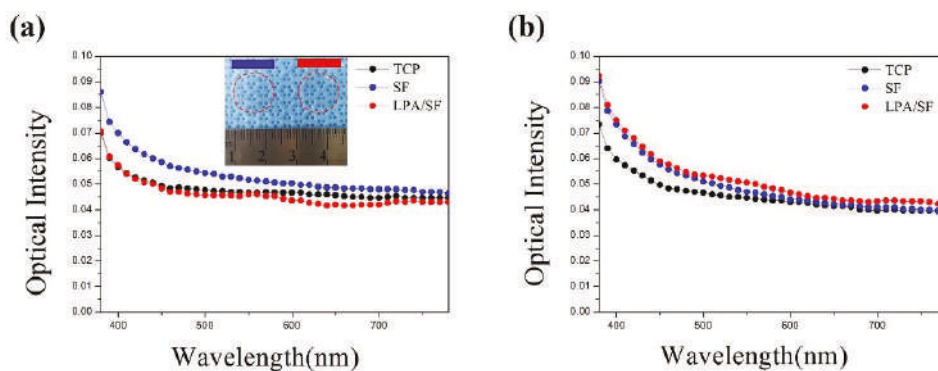 (a)
0.10
0.09
0.08
0.07
0.06
0.05
0.04
0.03
0.02
0.01
0.00
400
500
600
700
Optical Intensity
Wavelength(nm)
TCP
SF
LPA/SF
1 2 3 4
(b)
0.10
0.09
0.08
0.07
0.06
0.05
0.04
0.03
0.02
0.01
0.00
400
500
600
700
Optical Intensity
Wavelength(nm)
TCP
SF
LPA/SF